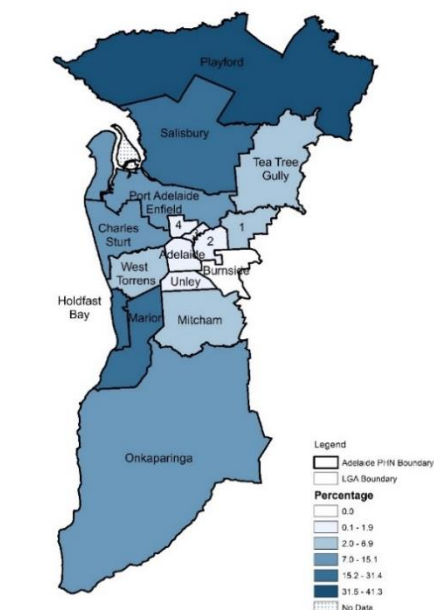 Playford
Salisbury
Tea Tree
Gully
Port Adelaide
Enfield
4
1
Charles
Sturt
2
Adelaide
West
Torrens
Burnside
Unley
Holdfast
Bay
Marion
Mitcham
Onkaparinga
Legend
Adelaide PHN Boundary
LGA Boundary
Percentage
0.0
0.1 - 1.9
2.0 - 6.9
7.0 - 15.1
15.2 - 31.4
31.5 - 41.3
No Data